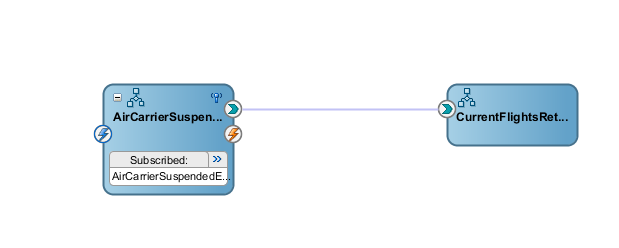 AirCarrierSuspen...
Subscribed:
AirCarrierSuspendedE...
CurrentFlightsRet...